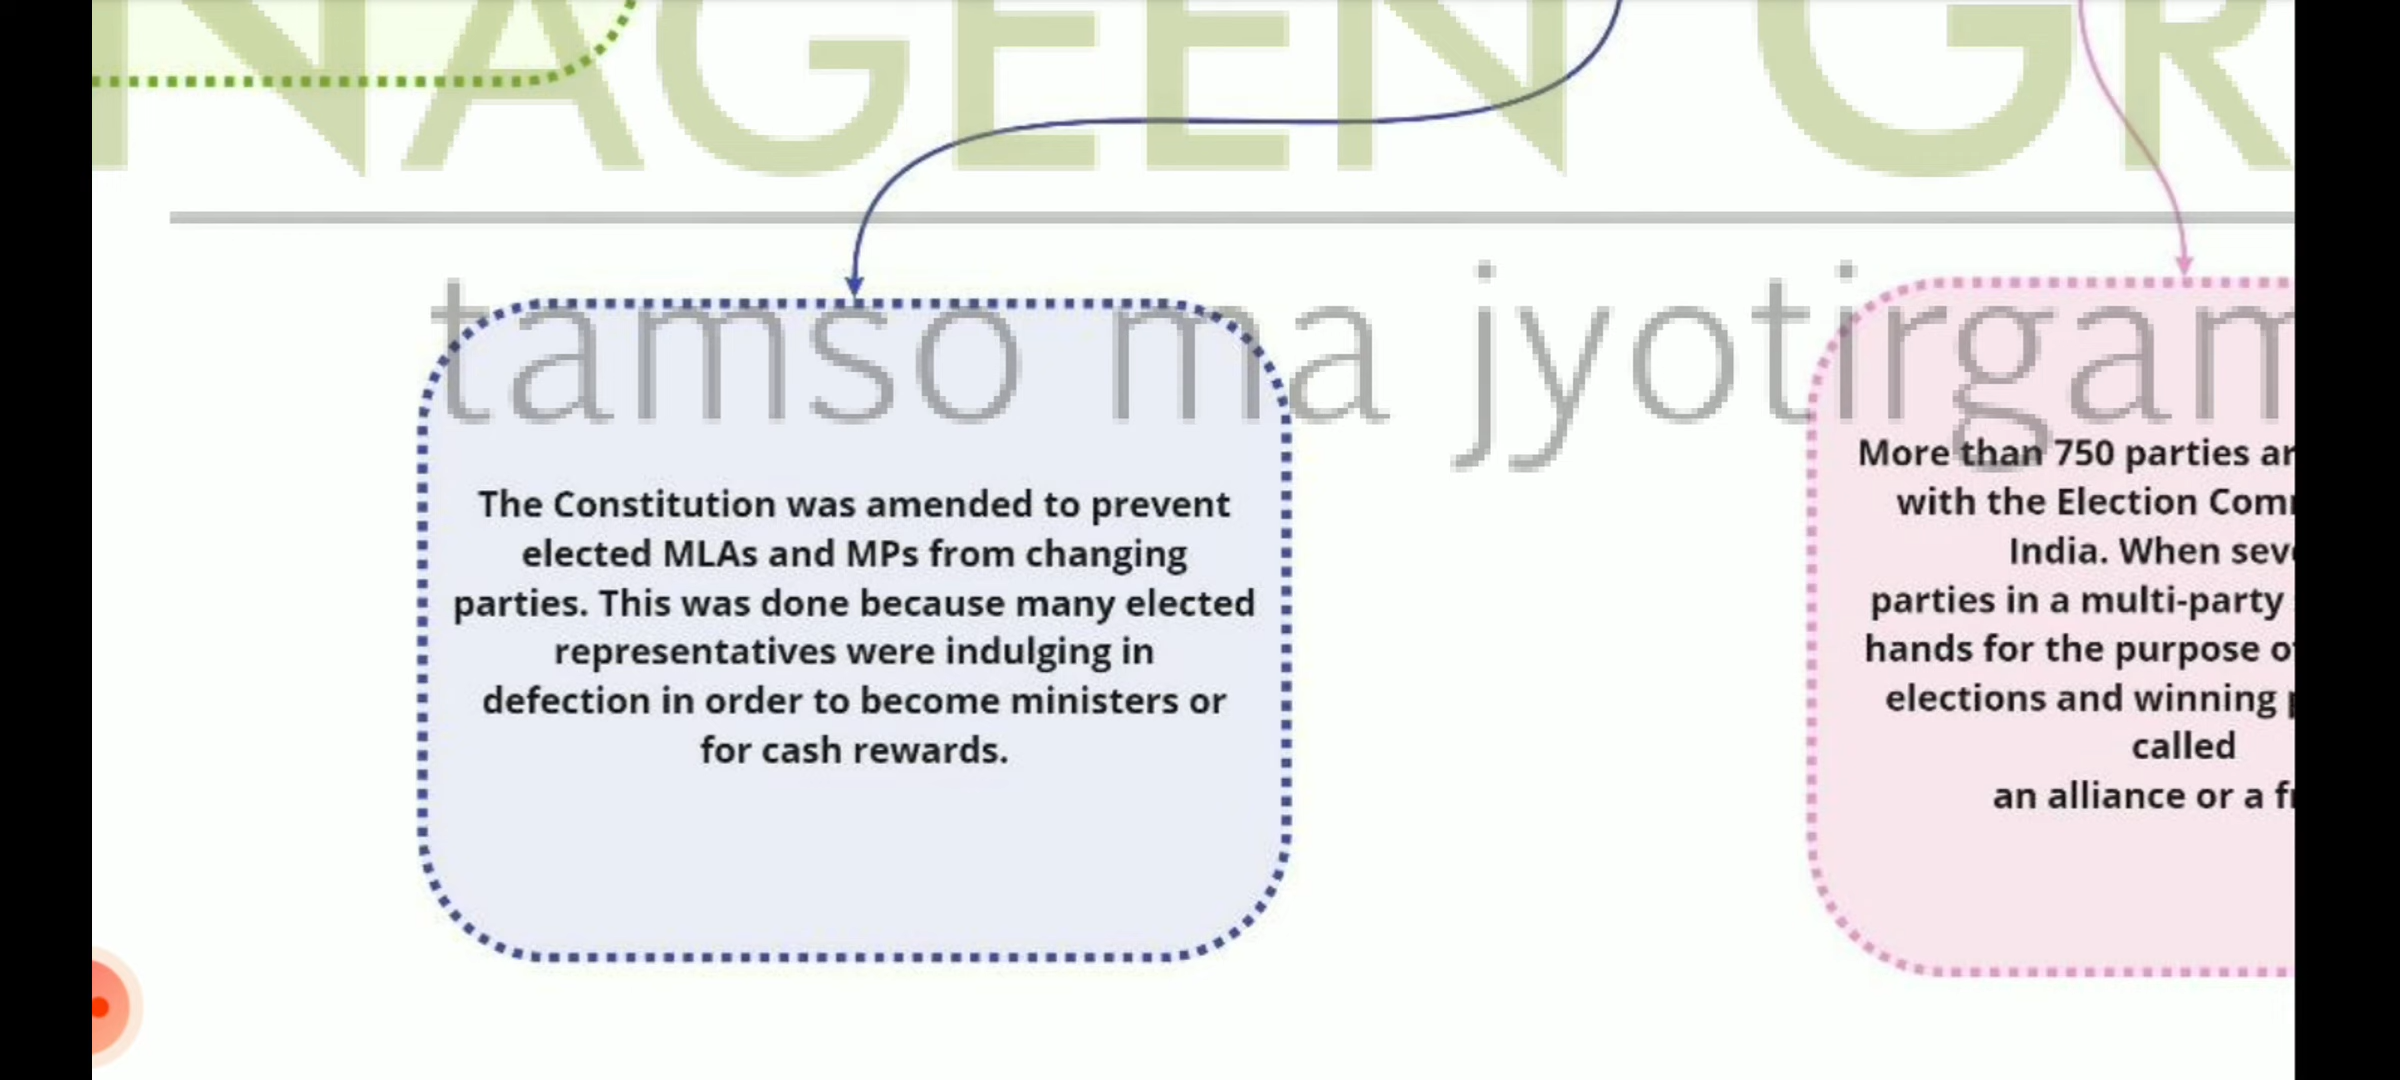 NAGEEN GR
tamso ma jyotirgam
The Constitution was amended to prevent
elected MLAs and MPs from changing
parties. This was done because many elected
representatives were indulging in
defection in order to become ministers or
for cash rewards.
More than 750 parties
with the Election
India. When
parties in a multi-party
hands for the purpose
elections and winning
called
an alliance or a